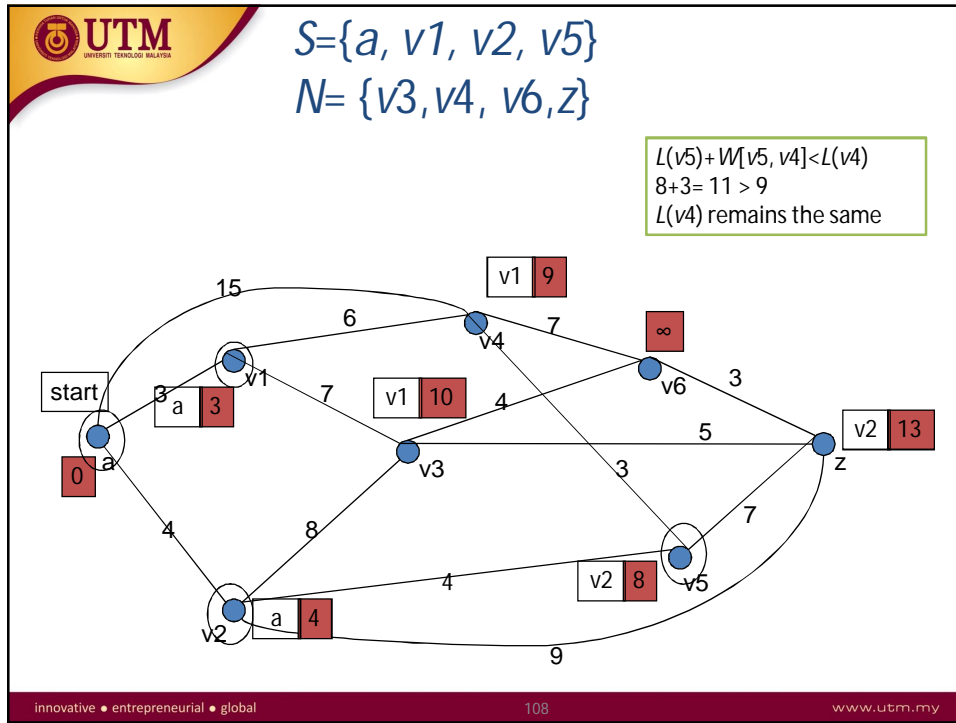 UTM
UNIVERSITI TEKNOLOGI MALAYSIA
S={a, v1, v2, v5}
N= {v3,v4, v6,z}
L(v5)+W[v5, v4]<L(v4)
8+3= 11 > 9
L(v4) remains the same
15
v1 9
6
v4
7
∞
v6
3
start
3
v1
a 3
7
v1 10
4
5
v2 13
z
a
0
v3
3
4
8
7
4
v2 8
v5
v2
a 4
9
innovative ● entrepreneurial ● global
108
www.utm.my